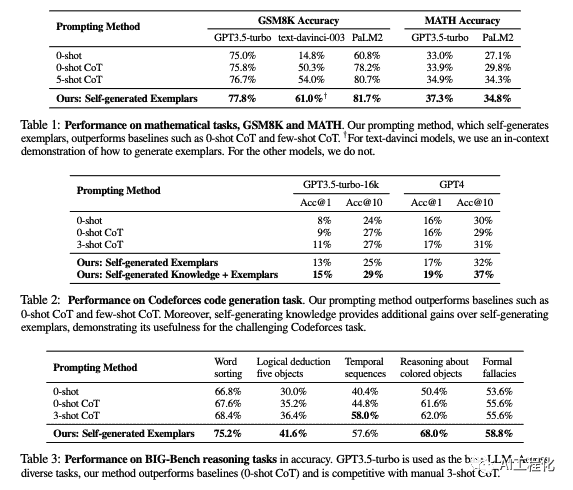 Prompting Method GSM8K Accuracy MATH Accuracy
GPT3.5-turbo text-davinci-003 PaLM2 GPT3.5-turbo PaLM2
0-shot 75.0% 14.8% 60.8% 33.0% 27.1%
0-shot CoT 75.8% 50.3% 78.2% 33.9% 29.8%
5-shot CoT 76.7% 54.0% 80.7% 34.9% 34.3%
Ours: Self-generated Exemplars 77.8% 61.0%† 81.7% 37.3% 34.8%
Table 1: Performance on mathematical tasks, GSM8K and MATH. Our prompting method, which self-generates
exemplars, outperforms baselines such as 0-shot CoT and few-shot CoT. †For text-davinci models, we use an in-context
demonstration of how to generate exemplars. For the other models, we do not.
Prompting Method GPT3.5-turbo-16k GPT4
Acc@1 Acc@10 Acc@1 Acc@10
0-shot 8% 24% 16% 30%
0-shot CoT 9% 27% 16% 29%
3-shot CoT 11% 27% 17% 31%
Ours: Self-generated Exemplars 13% 25% 17% 32%
Ours: Self-generated Knowledge + Exemplars 15% 29% 19% 37%
Table 2: Performance on Codeforces code generation task. Our prompting method outperforms baselines such as
0-shot CoT and few-shot CoT. Moreover, self-generating knowledge provides additional gains over self-generating
exemplars, demonstrating its usefulness for the challenging Codeforces task.
Prompting Method Word sorting Logical deduction five objects Temporal sequences Reasoning about colored objects Formal fallacies
0-shot 66.8% 30.0% 40.4% 50.4% 53.6%
0-shot CoT 67.6% 35.2% 44.8% 61.6% 55.6%
3-shot CoT 68.4% 36.4% 58.0% 62.0% 55.6%
Ours: Self-generated Exemplars 75.2% 41.6% 57.6% 68.0% 58.8%
Table 3: Performance on BIG-Bench reasoning tasks in accuracy. GPT3.5-turbo is used as the LLM.
diverse tasks, our method outperforms baselines (0-shot CoT) and is competitive with manual 3-shot CoT.
AI工程化